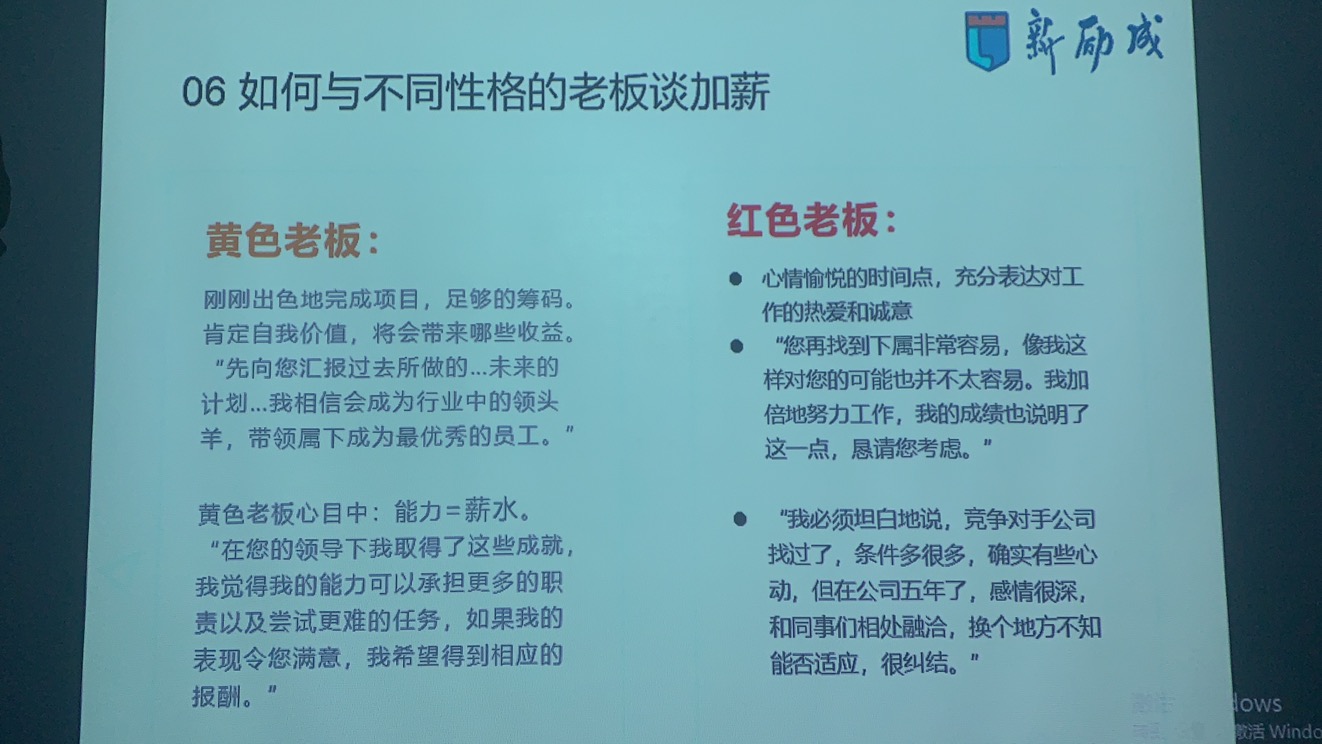 新励成
06 如何与不同性格的老板谈加薪
黄色老板：
刚刚出色地完成项目，足够的筹码。
肯定自我价值，将会带来哪些收益。
“先向您汇报过去所做的...未来的
计划...我相信会成为行业中的领头
羊，带领属下成为最优秀的员工。”
黄色老板心目中：能力=薪水。
“在您的领导下我取得了这些成就，
我觉得我的能力可以承担更多的职
责以及尝试更难的任务，如果我的
表现令您满意，我希望得到相应的
报酬。”
红色老板：
● 心情愉悦的时间点，充分表达对工
作的热爱和诚意
● “您再找到下属非常容易，像我这
样对您的可能也并不太容易。我加
倍地努力工作，我的成绩也说明了
这一点，恳请您考虑。”
● “我必须坦白地说，竞争对手公司
找过了，条件多很多，确实有些心
动，但在公司五年了，感情很深，
和同事们相处融洽，换个地方不知
能否适应，很纠结。”